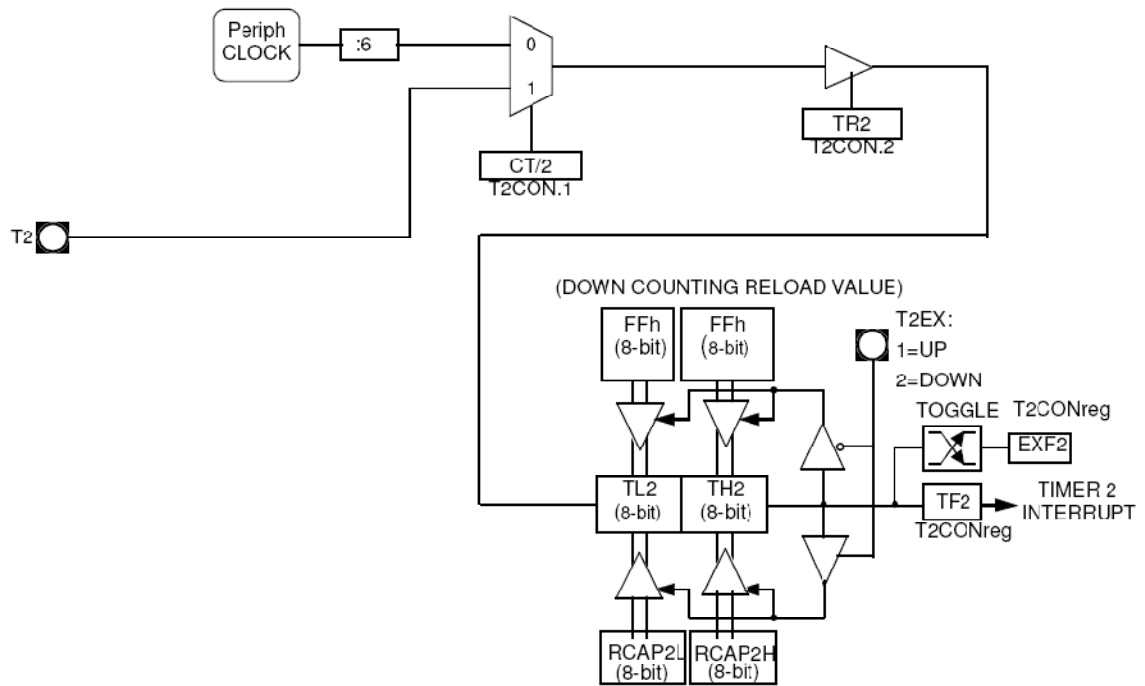 Periph
CLOCK
:6
0
1
TR2
T2CON.2
CT/2
T2CON.1
T2
(DOWN COUNTING RELOAD VALUE)
FFh
(8-bit)
FFh
(8-bit)
T2EX:
1=UP
2=DOWN
TOGGLE
T2CONreg
EXF2
TL2
(8-bit)
TH2
(8-bit)
TF2
T2CONreg
TIMER 2
INTERRUPT
RCAP2L
(8-bit)
RCAP2H
(8-bit)